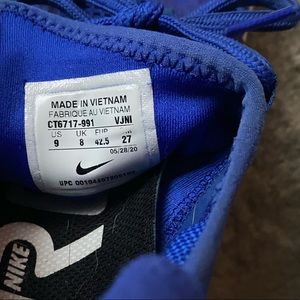 MADE IN VIETNAM
FABRIQUE AU VIETNAM
CT6717-991 VJNI
US UK EUR
9 8 42.5 27
05/28/20
UPC
NIKE
R